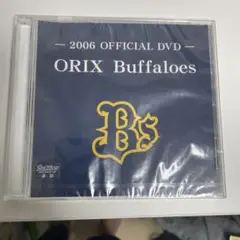 — 2006 OFFICIAL DVD —
ORIX Buffaloes
Bs